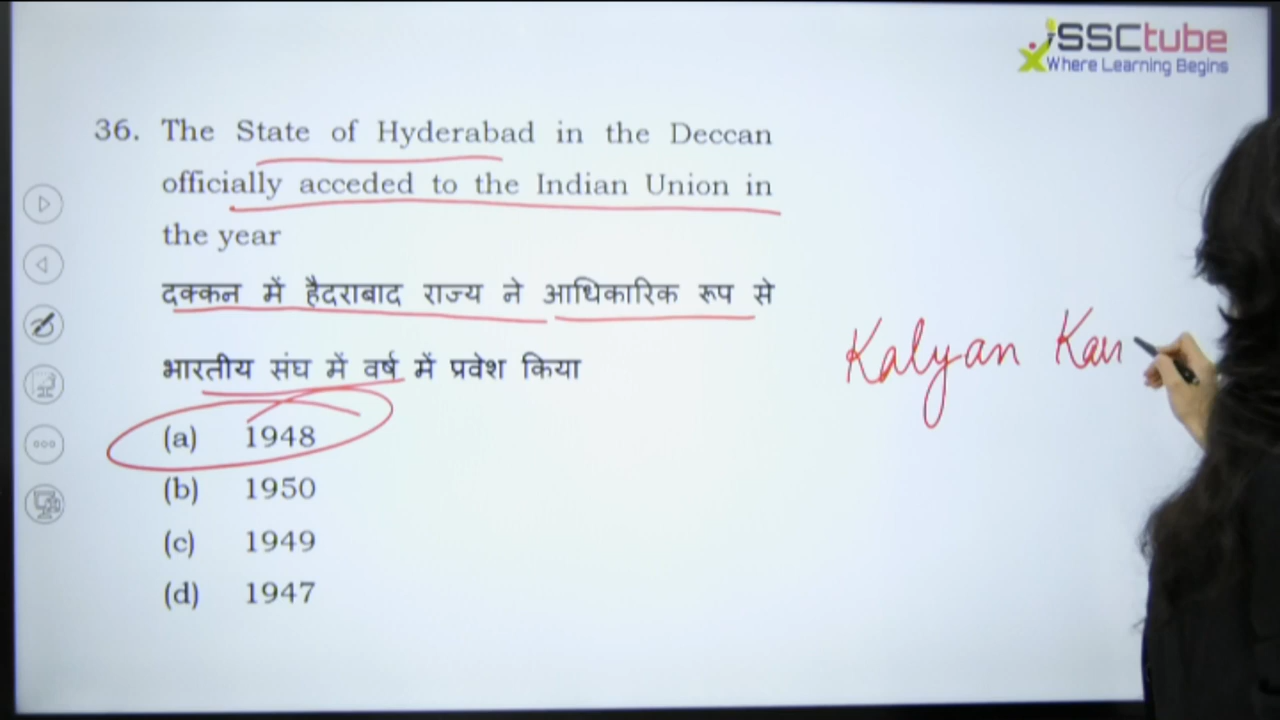 SSCtube
Where Learning Begins
36. The State of Hyderabad in the Deccan
officially acceded to the Indian Union in
the year
दक्कन में हैदराबाद राज्य ने आधिकारिक रूप से
भारतीय संघ में वर्ष में प्रवेश किया
(a) 1948
(b) 1950
(c) 1949
(d) 1947
Kalyan